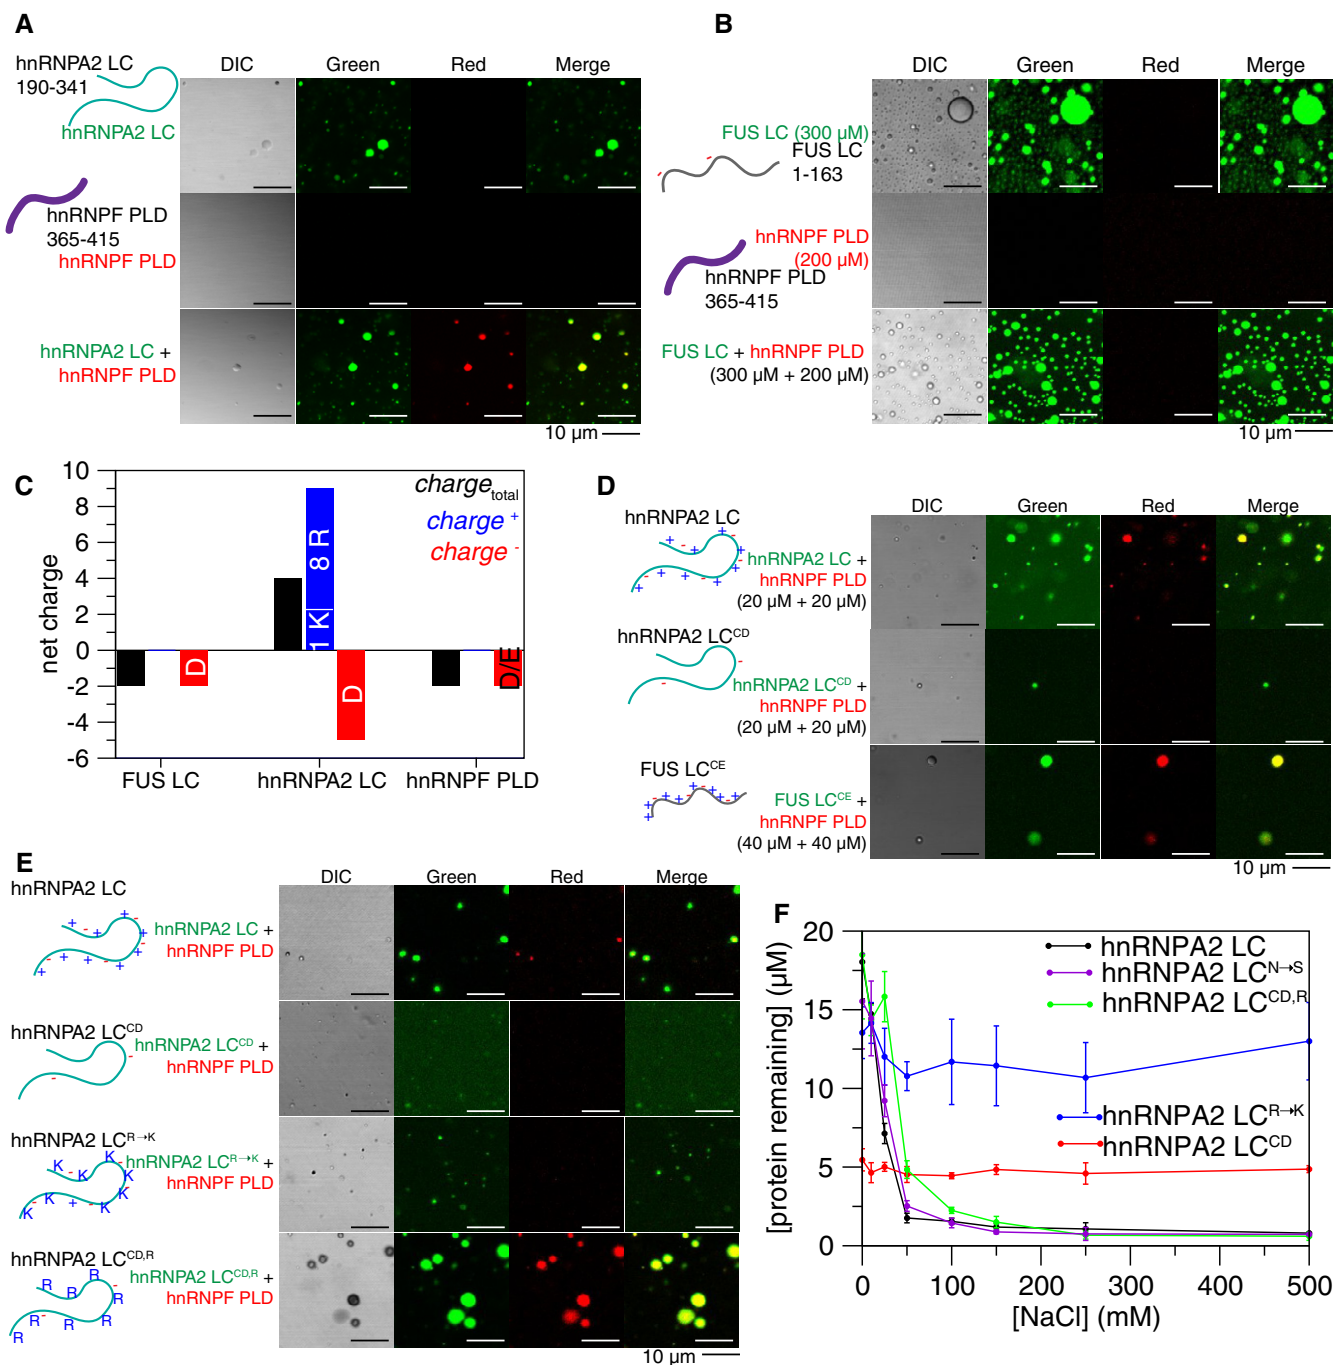 A
DIC Green Red Merge
hnRNPA2 LC
190-341
hnRNPA2 LC
hnRNPF PLD
365-415
hnRNPF PLD
hnRNPA2 LC +
hnRNPF PLD
10 µm
B
DIC Green Red Merge
FUS LC (300 µM)
FUS LC
1-163
hnRNPF PLD
(200 µM)
hnRNPF PLD
365-415
FUS LC + hnRNPF PLD
(300 µM + 200 µM)
10 µm
C
net charge
10
8
6
4
2
0
-2
-4
-6
charge total
charge +
charge -
D
1 K
8 R
D
D/E
FUS LC hnRNPA2 LC hnRNPF PLD
D
DIC Green Red Merge
hnRNPA2 LC
+ + + + + + + +
- - - - -
hnRNPA2 LC +
hnRNPF PLD
(20 µM + 20 µM)
hnRNPA2 LC^CD
- -
hnRNPA2 LC^CD +
hnRNPF PLD
(20 µM + 20 µM)
FUS LC^CE
FUS LC^CE +
hnRNPF PLD
(40 µM + 40 µM)
10 µm
E
DIC Green Red Merge
hnRNPA2 LC
hnRNPA2 LC +
hnRNPF PLD
hnRNPA2 LC^CD
hnRNPA2 LC^CD +
hnRNPF PLD
hnRNPA2 LC^R→K
K K K K K K K +
hnRNPA2 LC^R→K +
hnRNPF PLD
hnRNPA2 LC^CD,R
R R R R R R R R
hnRNPA2 LC^CD,R +
hnRNPF PLD
10 µm
F
[protein remaining] (µM)
20
15
10
5
0
hnRNPA2 LC
hnRNPA2 LC^N→S
hnRNPA2 LC^CD,R
hnRNPA2 LC^R→K
hnRNPA2 LC^CD
0 100 200 300 400 500
[NaCl] (mM)